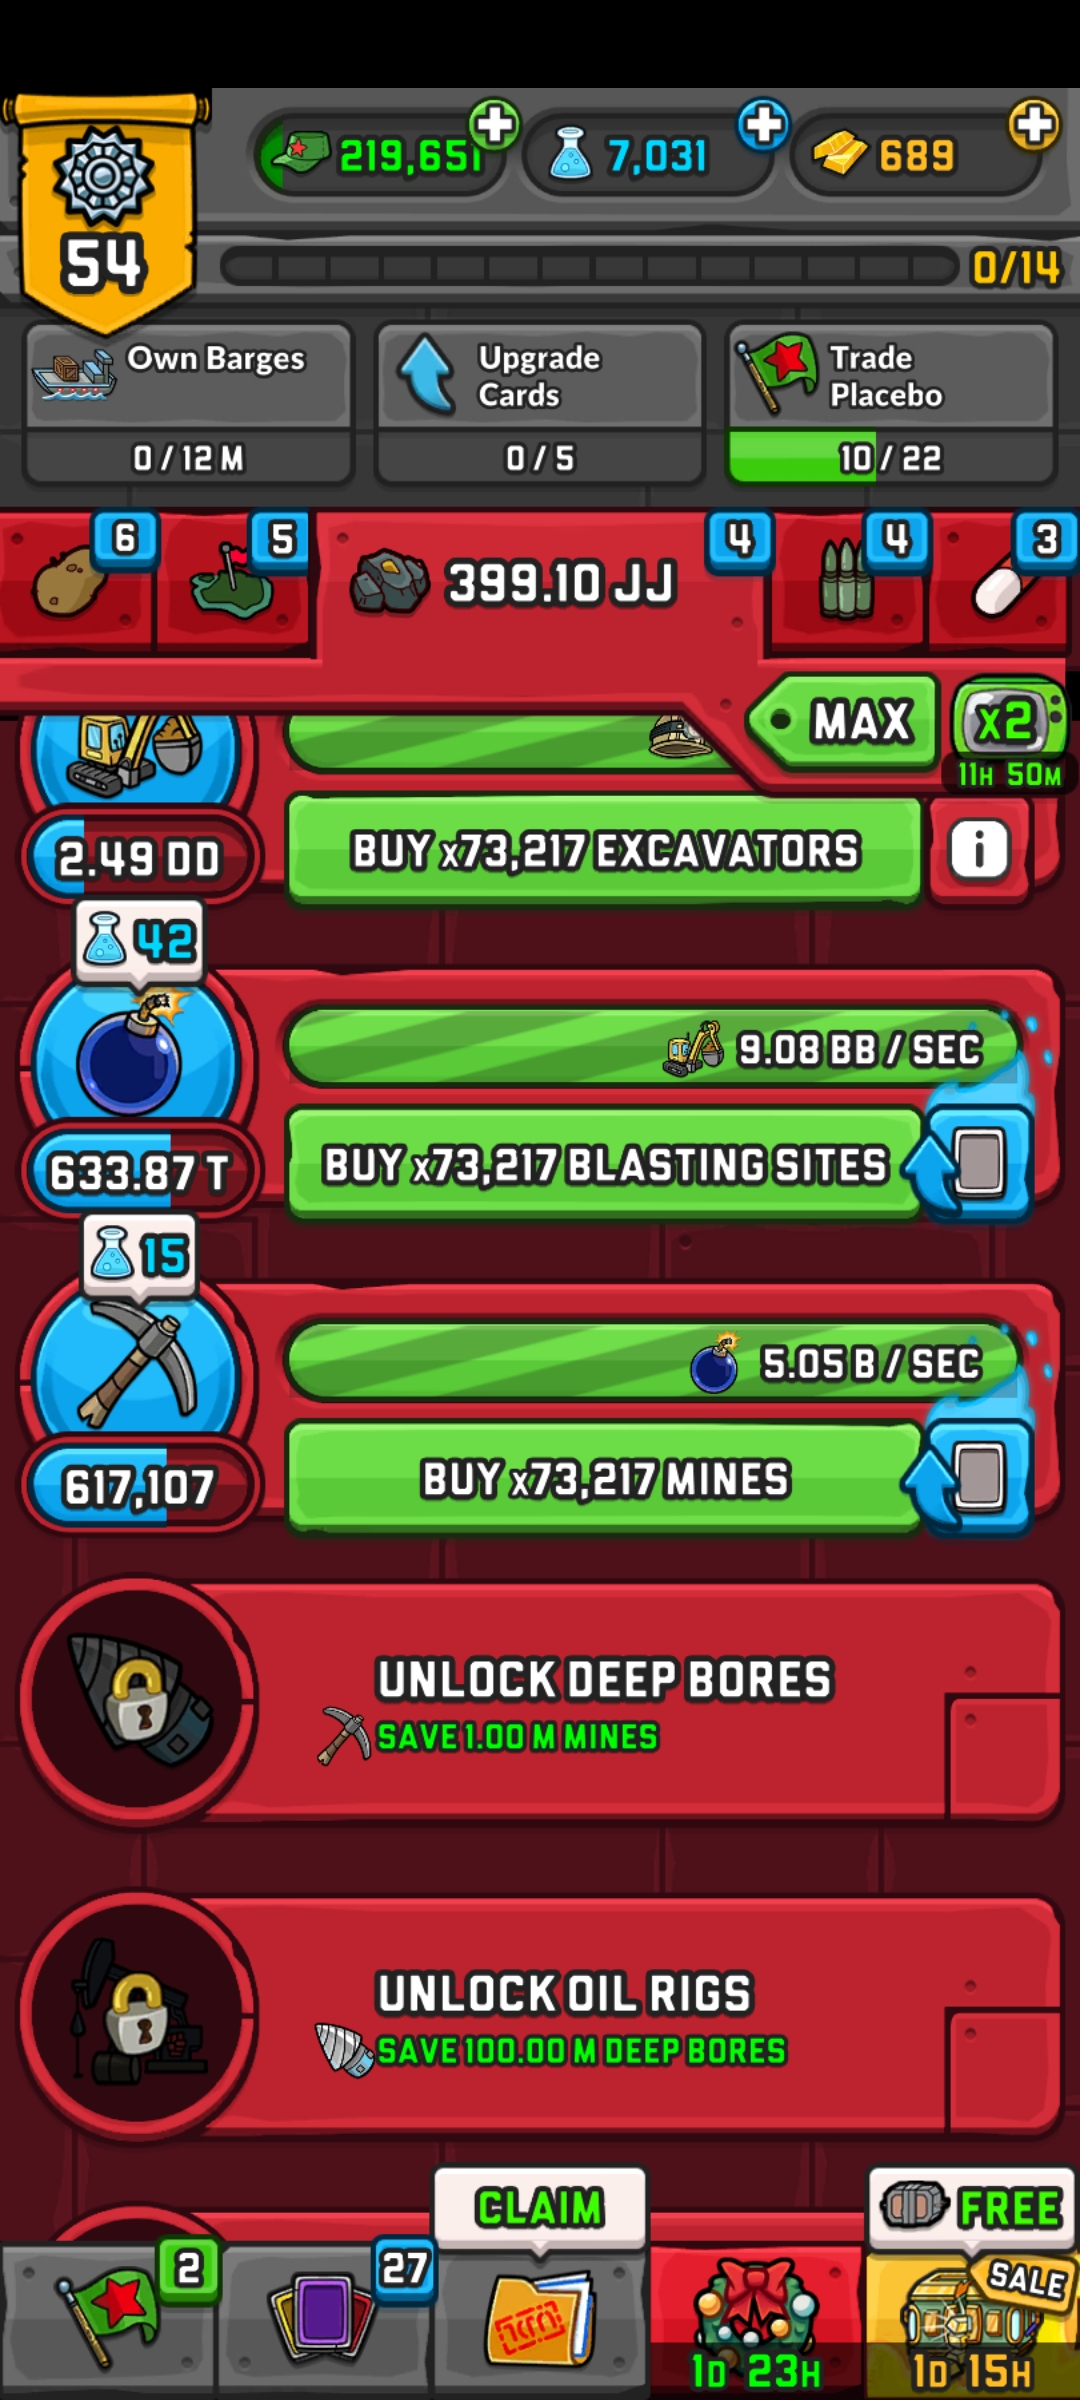 219,651
7,031
689
54
0/14
Own Barges
Upgrade
Cards
Trade
Placebo
0 / 12 M
0 / 5
10 / 22
6
5
399.10 JJ
4
4
3
MAX
x2
11H 50M
2.49 DD
BUY x73,217 EXCAVATORS
i
42
9.08 BB / SEC
633.87 T
BUY x73,217 BLASTING SITES
15
5.05 B / SEC
617,107
BUY x73,217 MINES
UNLOCK DEEP BORES
SAVE 1.00 M MINES
UNLOCK OIL RIGS
SAVE 100.00 M DEEP BORES
CLAIM
FREE
2
27
SALE
1D 23H
1D 15H